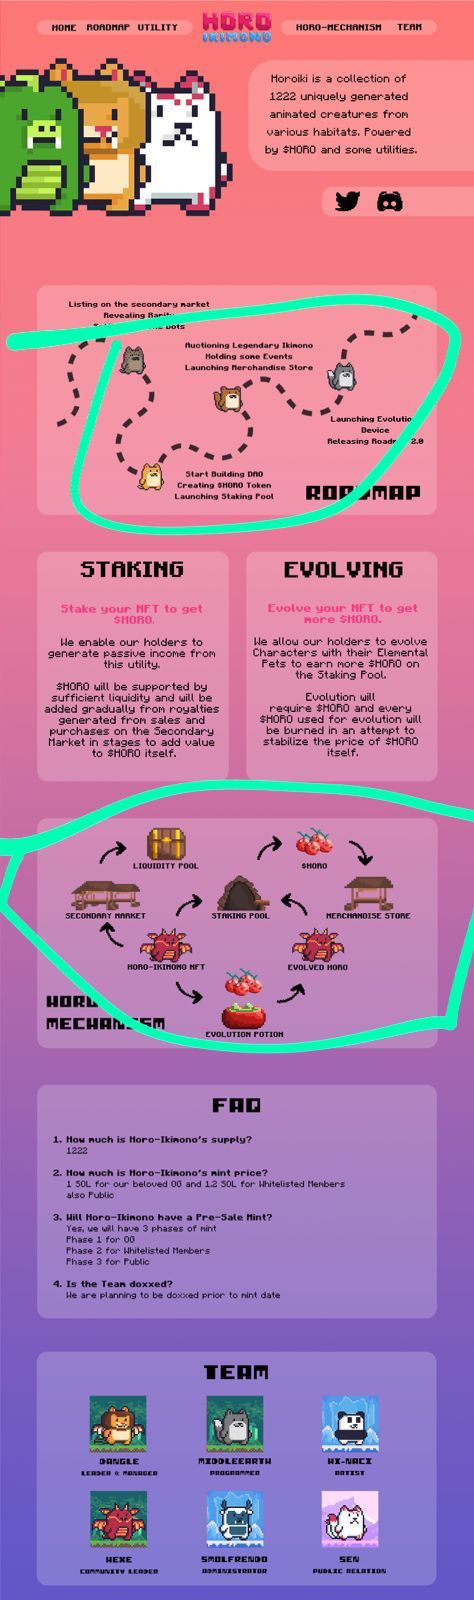 HOME ROADMAP UTILITY
HORO
IKIMONO
HORO-MECHANISM TEAM
Horoiki is a collection of
1222 uniquely generated
animated creatures from
various habitats. Powered
by $HORO and some utilities.
Listing on the secondary market
Revealing Rarity
Auctioning Legendary Ikimono
Holding some Events
Launching Merchandise Store
Launching Evolution
Device
Releasing Roadmap 2.0
Start Building DAO
Creating $HORO Token
Launching Staking Pool
ROADMAP
STAKING
Stake your NFT to get
$HORO.
We enable our holders to
generate passive income from
this utility.
$HORO will be supported by
sufficient liquidity and will be
added gradually from royalties
generated from sales and
purchases on the Secondary
Market in stages to add value
to $HORO itself.
EVOLVING
Evolve your NFT to get
more $HORO.
We allow our holders to evolve
Characters with their Elemental
Pets to earn more $HORO on
the Staking Pool.
Evolution will
require $HORO and every
$HORO used for evolution will
be burned in an attempt to
stabilize the price of $HORO
itself.
LIQUIDITY POOL
$HORO
SECONDARY MARKET
STAKING POOL
MERCHANDISE STORE
HORO-IKIMONO NFT
EVOLVED HORO
EVOLUTION POTION
HORO
MECHANISM
FAQ
1. How much is Horo-Ikimono's supply?
1222
2. How much is Horo-Ikimono's mint price?
1 SOL for our beloved OG and 1.2 SOL for Whitelisted Members
also Public
3. Will Horo-Ikimono have a Pre-Sale Mint?
Yes, we will have 3 phases of mint
Phase 1 for OG
Phase 2 for Whitelisted Members
Phase 3 for Public
4. Is the Team doxxed?
We are planning to be doxxed prior to mint date
TEAM
DANGLE
LEADER & MANAGER
MIDDLEEARTH
PROGRAMMER
WI-NACI
ARTIST
HEXE
COMMUNITY LEADER
SMOLFRENDO
ADMINISTRATOR
SEN
PUBLIC RELATION